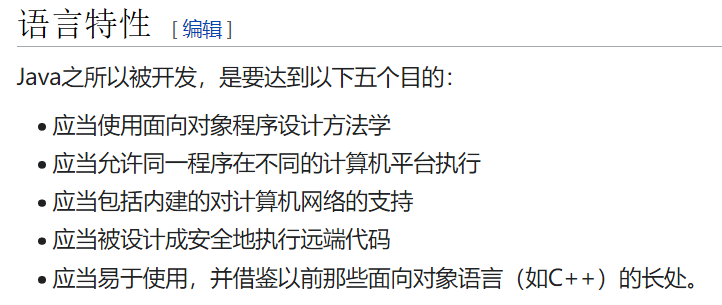 语言特性 [编辑]
Java之所以被开发，是要达到以下五个目的：
• 应当使用面向对象程序设计方法学
• 应当允许同一程序在不同的计算机平台执行
• 应当包括内建的对计算机网络的支持
• 应当被设计成安全地执行远端代码
• 应当易于使用，并借鉴以前那些面向对象语言（如C++）的长处。